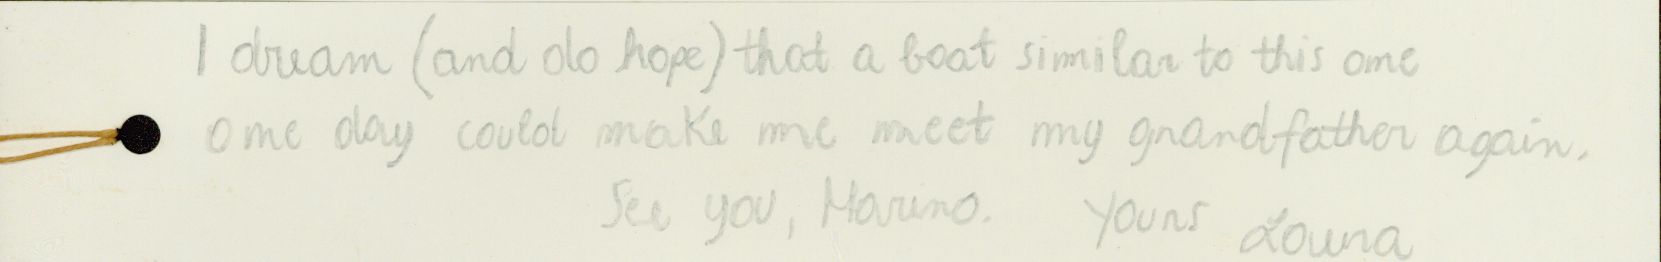 I dream (and do hope) that a boat similar to this one
one day could make me meet my grandfather again.
See you, Marino. Yours Laura